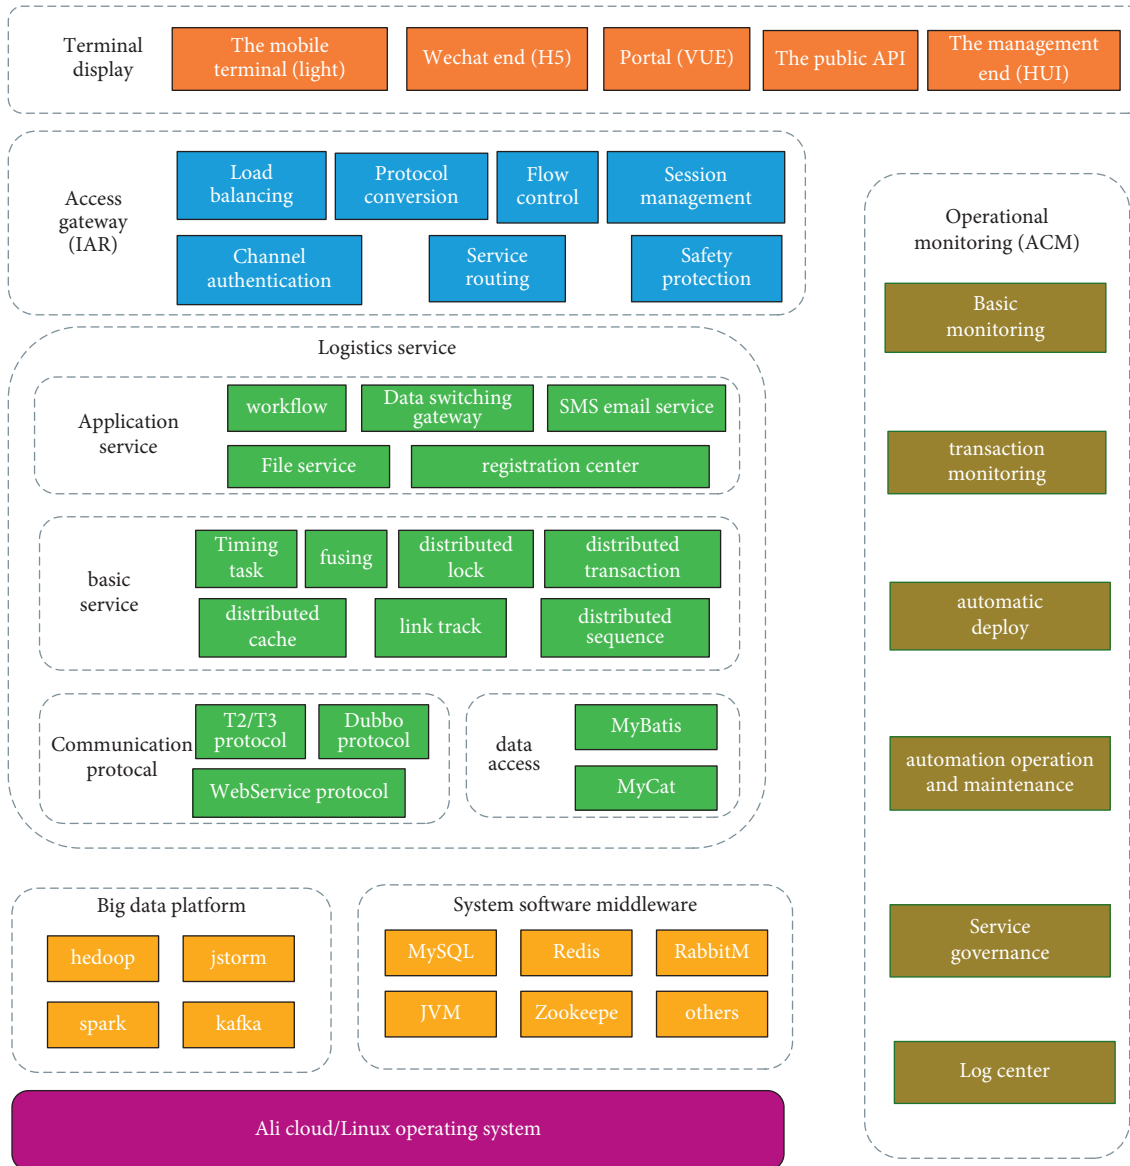 Terminal
display
The mobile
terminal (light)
Wechat end (H5)
Portal (VUE)
The public API
The management
end (HUI)
Access
gateway
(IAR)
Load
balancing
Protocol
conversion
Flow
control
Session
management
Channel
authentication
Service
routing
Safety
protection
Logistics service
Application
service
workflow
Data switching
gateway
SMS email service
File service
registration center
basic
service
Timing
task
fusing
distributed
lock
distributed
transaction
distributed
cache
link track
distributed
sequence
Communication
protocal
T2/T3
protocol
Dubbo
protocol
WebService protocol
data
access
MyBatis
MyCat
Big data platform
hedoop
jstorm
spark
kafka
System software middleware
MySQL
Redis
RabbitM
JVM
Zookeepe
others
Ali cloud/Linux operating system
Operational
monitoring (ACM)
Basic
monitoring
transaction
monitoring
automatic
deploy
automation operation
and maintenance
Service
governance
Log center